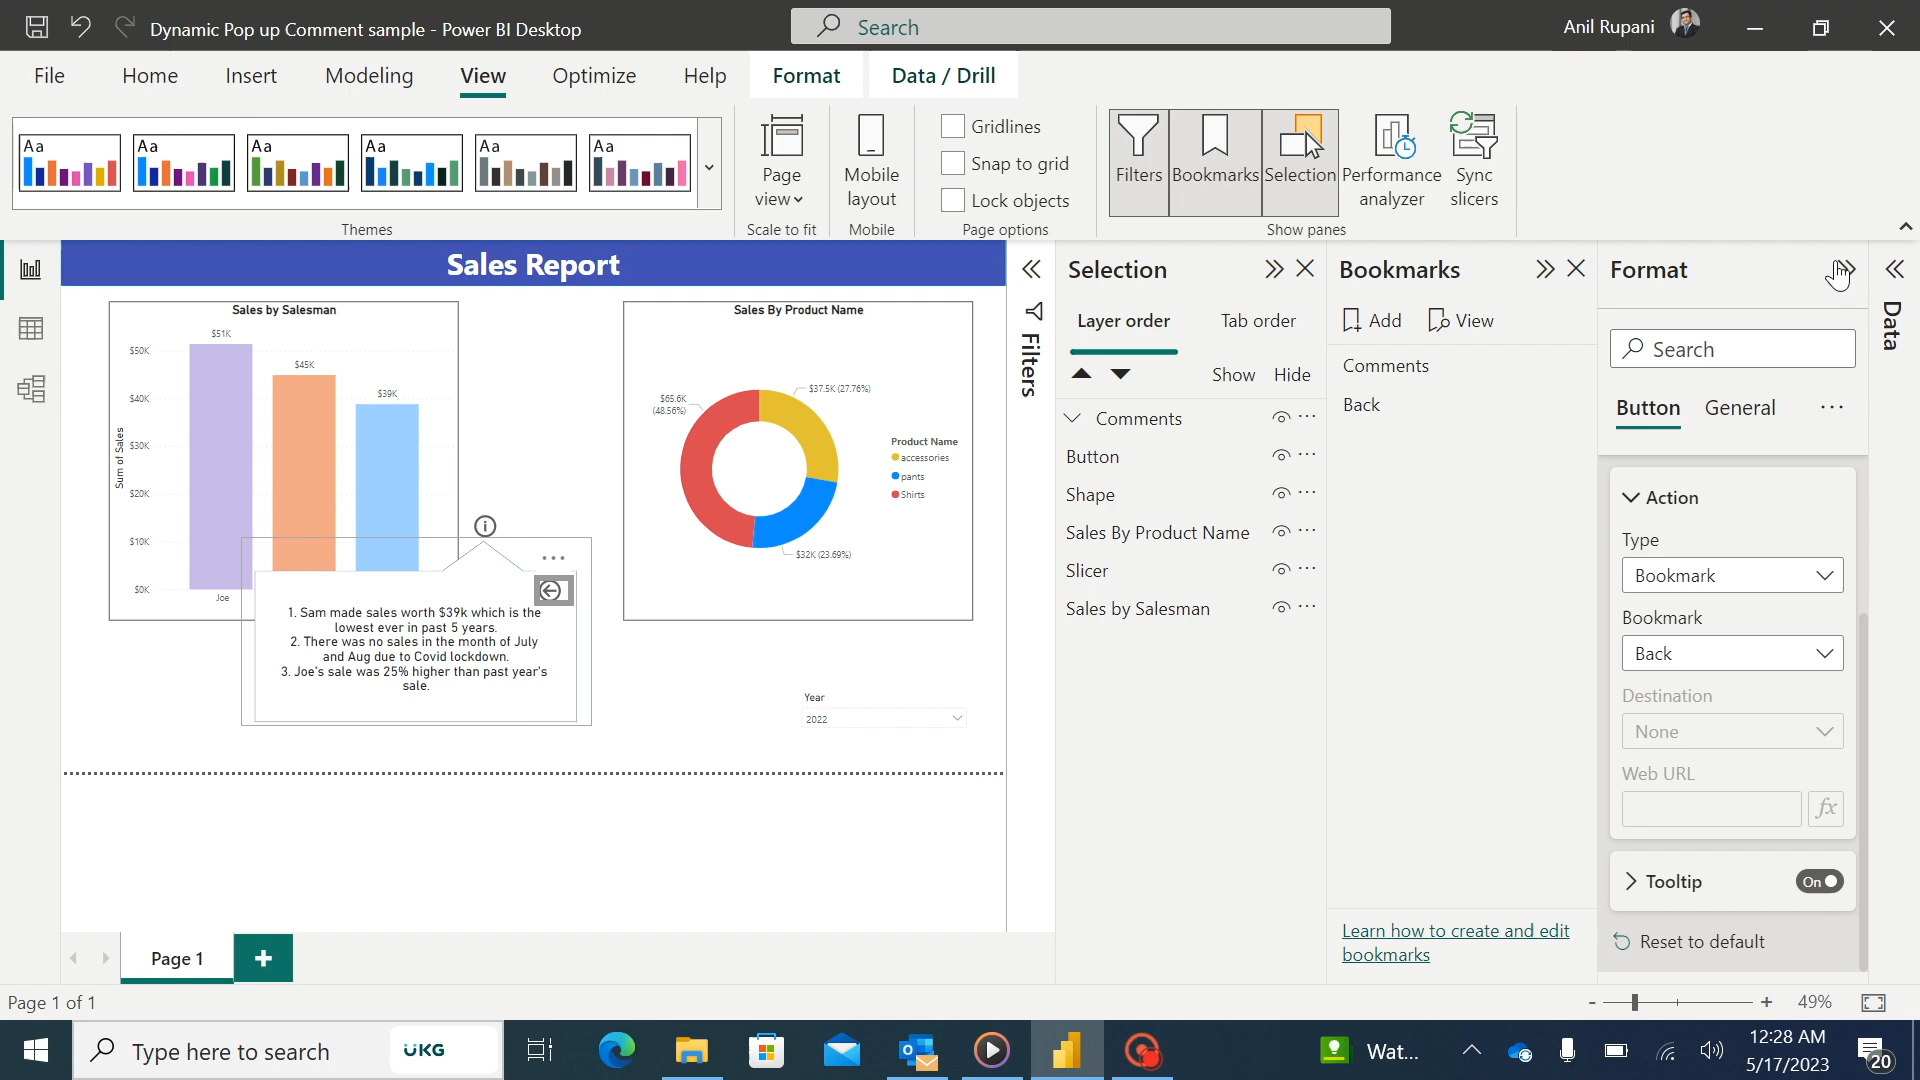 Dynamic Pop up Comment sample - Power BI Desktop
Search
Anil Rupani
File Home Insert Modeling View Optimize Help Format Data / Drill
Aa Aa Aa Aa Aa Aa
Page view
Mobile layout
Gridlines
Snap to grid
Lock objects
Filters
Bookmarks
Selection
Performance analyzer
Sync slicers
Themes
Scale to fit
Mobile
Page options
Show panes
Sales Report
Sales by Salesman
Sum of Sales
$50K
$40K
$30K
$20K
$10K
$0K
$51K
$45K
$39K
Joe
1. Sam made sales worth $39k which is the
lowest ever in past 5 years.
2. There was no sales in the month of July
and Aug due to Covid lockdown.
3. Joe's sale was 25% higher than past year's
sale.
Sales By Product Name
$37.5K (27.76%)
$65.6K
(48.56%)
$32K (23.69%)
Product Name
accessories
pants
Shirts
Year
2022
Filters
Selection
Layer order Tab order
Show Hide
Comments
Button
Shape
Sales By Product Name
Slicer
Sales by Salesman
Bookmarks
Add View
Comments
Back
Learn how to create and edit
bookmarks
Format
Search
Button General
Action
Type
Bookmark
Bookmark
Back
Destination
None
Web URL
fx
Tooltip On
Reset to default
Data
Page 1
Page 1 of 1
- + 49%
Type here to search
UKG
Wat...
12:28 AM
5/17/2023
20